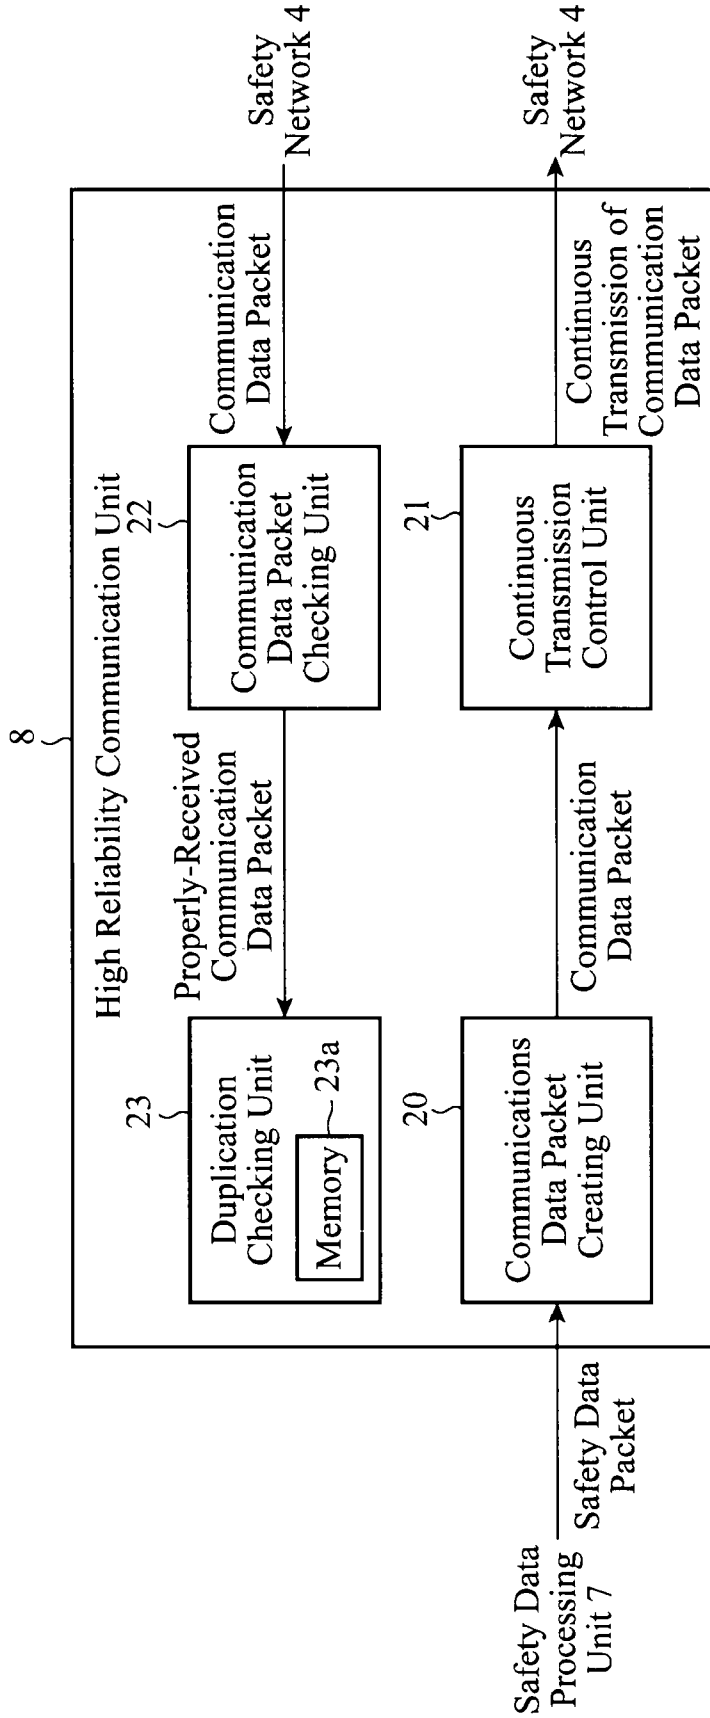 8
High Reliability Communication Unit
23
Duplication
Checking Unit
Memory
23a
Properly-Received
Communication
Data Packet
22
Communication
Data Packet
Checking Unit
Communication
Data Packet
Safety
Network 4
Safety Data
Processing
Unit 7
Safety Data
Packet
20
Communications
Data Packet
Creating Unit
Communication
Data Packet
21
Continuous
Transmission
Control Unit
Continuous
Transmission of
Communication
Data Packet
Safety
Network 4